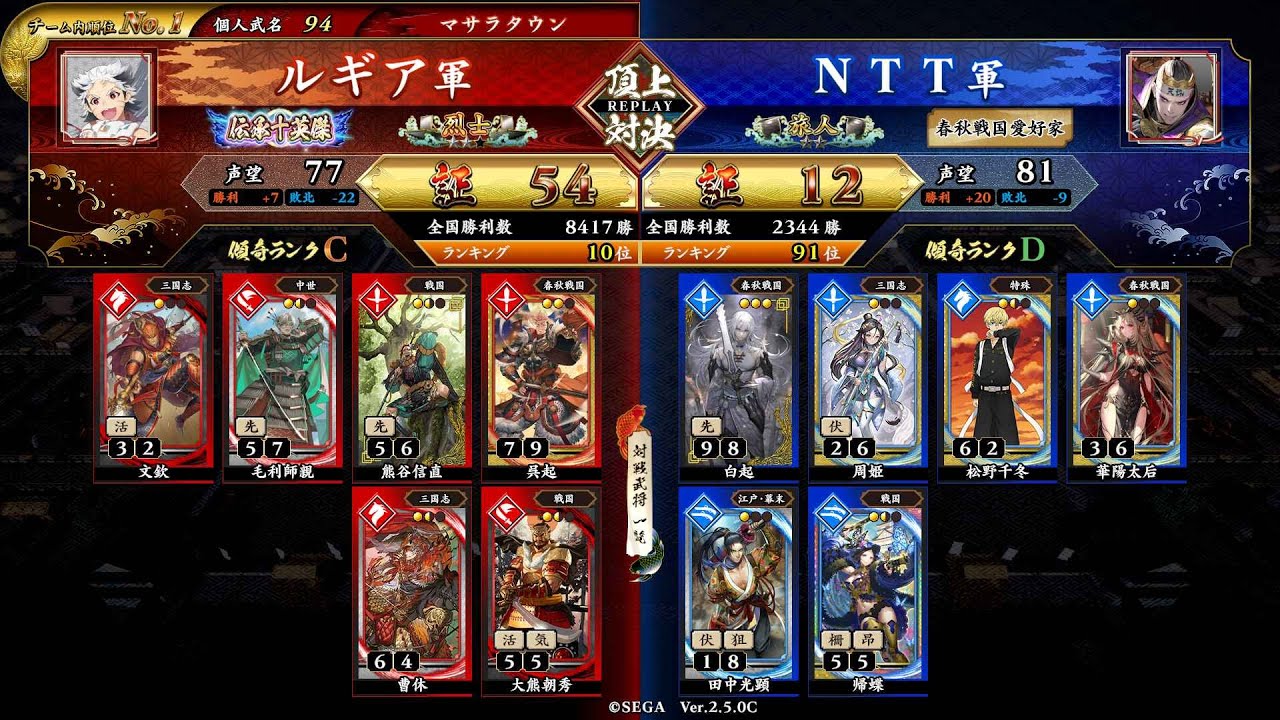 チーム内順位 No.1 個人武名 94 マサラタウン
ルギア軍
伝承十英傑 烈士
頂上
REPLAY
対決
NTT軍
旅人 春秋戦国愛好家
声望 77
勝利 +7 敗北 -22
証 54
証 12
声望 81
勝利 +20 敗北 -9
全国勝利数 8417勝
全国勝利数 2344勝
ランキング 10位
ランキング 91位
傾奇ランクC
傾奇ランクD
三国志
活
3 2
文欽
中世
先
5 7
毛利師親
戦国
先
5 6
熊谷信直
春秋戦国
7 9
呉起
春秋戦国
先
9 8
白起
三国志
伏
2 6
周姫
特殊
6 2
松野千冬
春秋戦国
3 6
華陽太后
対戦武将一覧
三国志
6 4
曹休
戦国
活 気
5 5
大熊朝秀
江戸・幕末
伏 狙
1 8
田中光顕
戦国
柵 昂
5 5
帰蝶
©SEGA Ver.2.5.0C